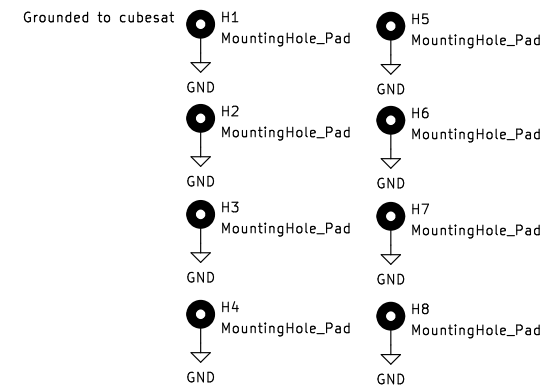 Grounded to cubesat
H1
MountingHole_Pad
GND
H5
MountingHole_Pad
GND
H2
MountingHole_Pad
GND
H6
MountingHole_Pad
GND
H3
MountingHole_Pad
GND
H7
MountingHole_Pad
GND
H4
MountingHole_Pad
GND
H8
MountingHole_Pad
GND